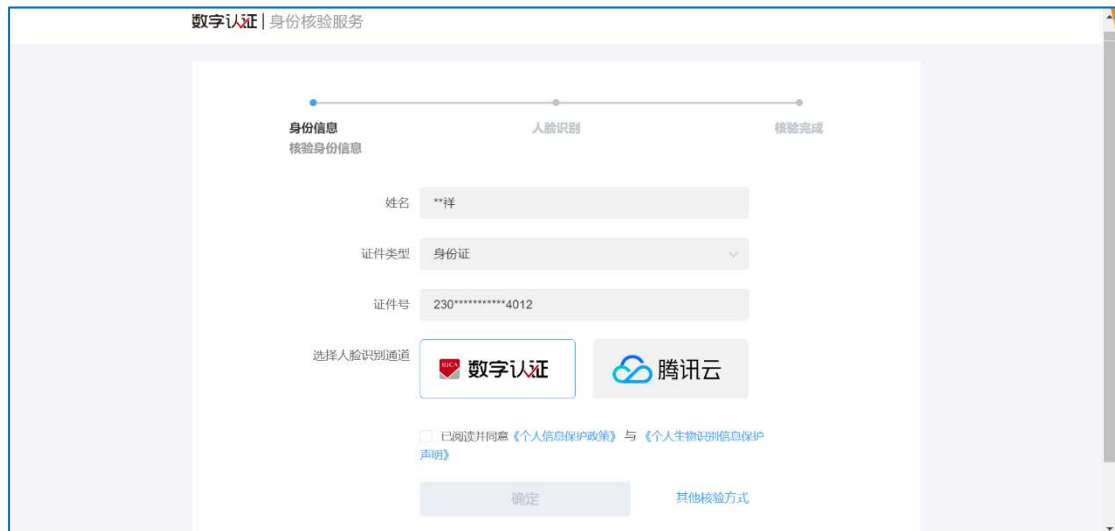 数字认证 | 身份核验服务
身份信息
人脸识别
核验完成
核验身份信息
姓名
**祥
证件类型
身份证
证件号
230***********4012
选择人脸识别通道
BJCA 数字认证
腾讯云
已阅读并同意《个人信息保护政策》 与 《个人生物识别信息保护
声明》
确定
其他核验方式